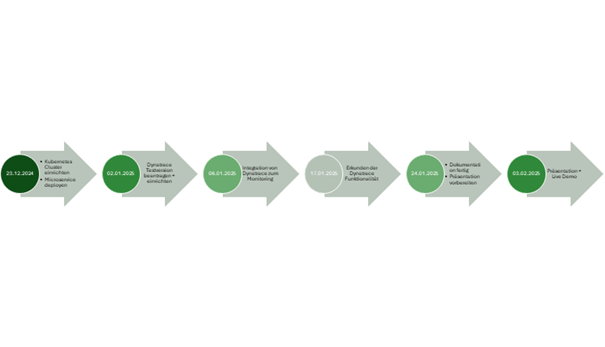 23.12.2024
• Kubernetes
Cluster
einrichten
• Microservice
deployen
02.01.2025
Dynatrace
Testversion
beantragen +
einrichten
06.01.2025
Integration von
Dynatrace zum
Monitoring
17.01.2025
Erkunden der
Dynatrace
Funktionalität
24.01.2025
• Dokumentati
on fertig
• Präsentation
vorbereiten
03.02.2025
Präsentation +
Live Demo